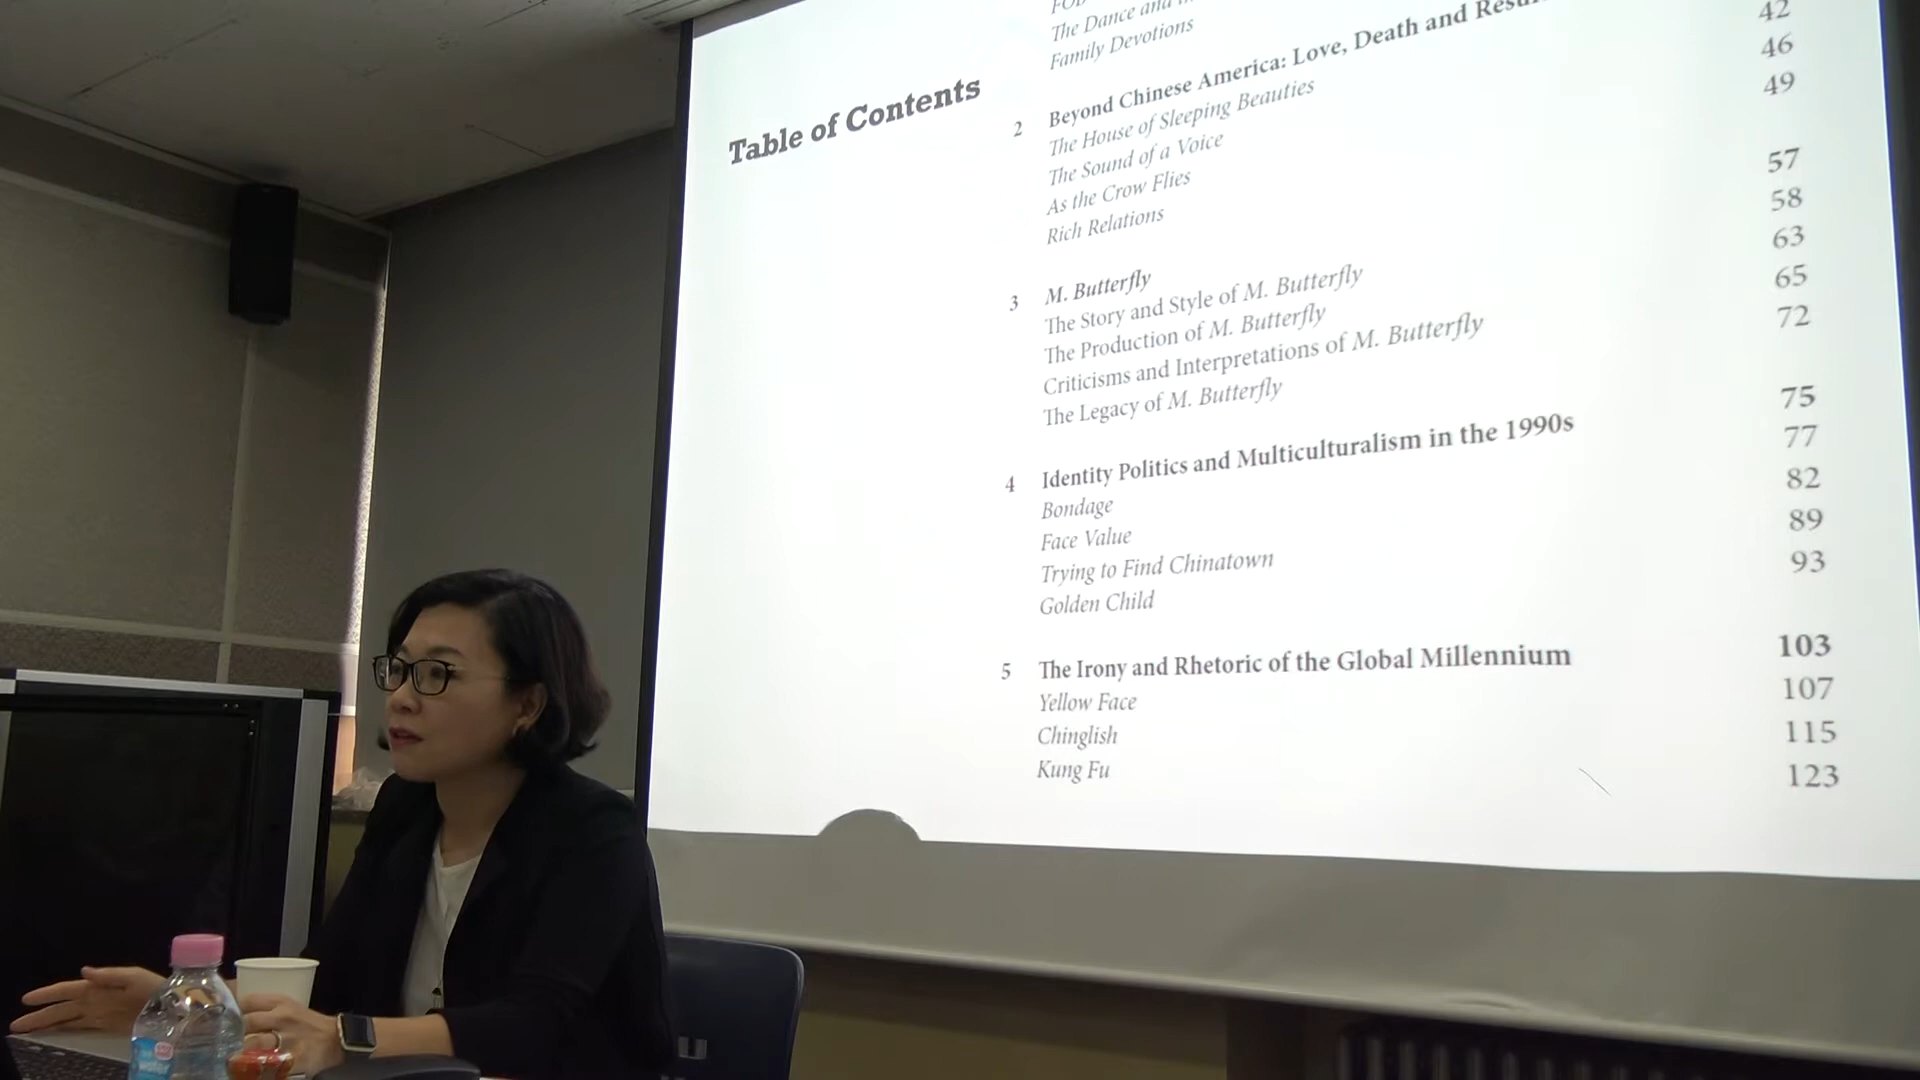 Table of Contents
The Dance and
Family Devotions
2 Beyond Chinese America: Love, Death and
The House of Sleeping Beauties
The Sound of a Voice 42
As the Crow Flies 46
Rich Relations 49
3 M. Butterfly 57
The Story and Style of M. Butterfly 58
The Production of M. Butterfly 63
Criticisms and Interpretations of M. Butterfly 65
The Legacy of M. Butterfly 72
4 Identity Politics and Multiculturalism in the 1990s 75
Bondage 77
Face Value 82
Trying to Find Chinatown 89
Golden Child 93
5 The Irony and Rhetoric of the Global Millennium 103
Yellow Face 107
Chinglish 115
Kung Fu 123